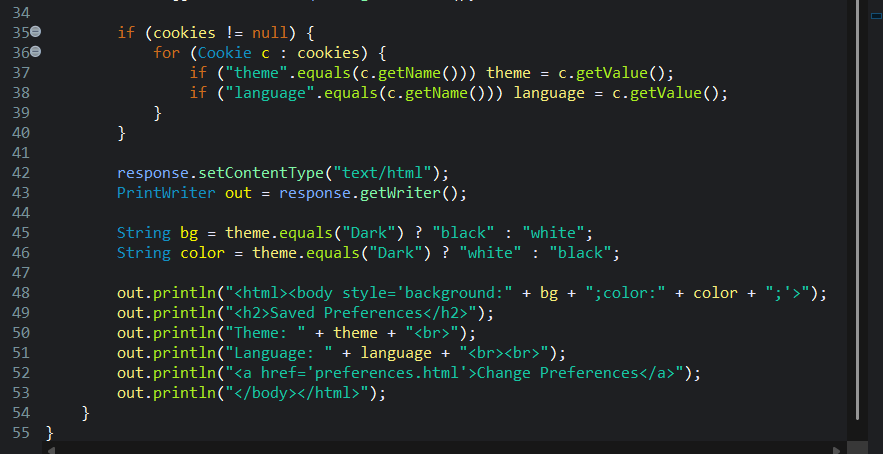 34
35 if (cookies != null) {
36 for (Cookie c : cookies) {
37 if ("theme".equals(c.getName())) theme = c.getValue();
38 if ("language".equals(c.getName())) language = c.getValue();
39 }
40 }
41
42 response.setContentType("text/html");
43 PrintWriter out = response.getWriter();
44
45 String bg = theme.equals("Dark") ? "black" : "white";
46 String color = theme.equals("Dark") ? "white" : "black";
47
48 out.println("<html><body style='background:" + bg + ";color:" + color + ";'>");
49 out.println("<h2>Saved Preferences</h2>");
50 out.println("Theme: " + theme + "<br>");
51 out.println("Language: " + language + "<br><br>");
52 out.println("<a href='preferences.html'>Change Preferences</a>");
53 out.println("</body></html>");
54 }
55 }